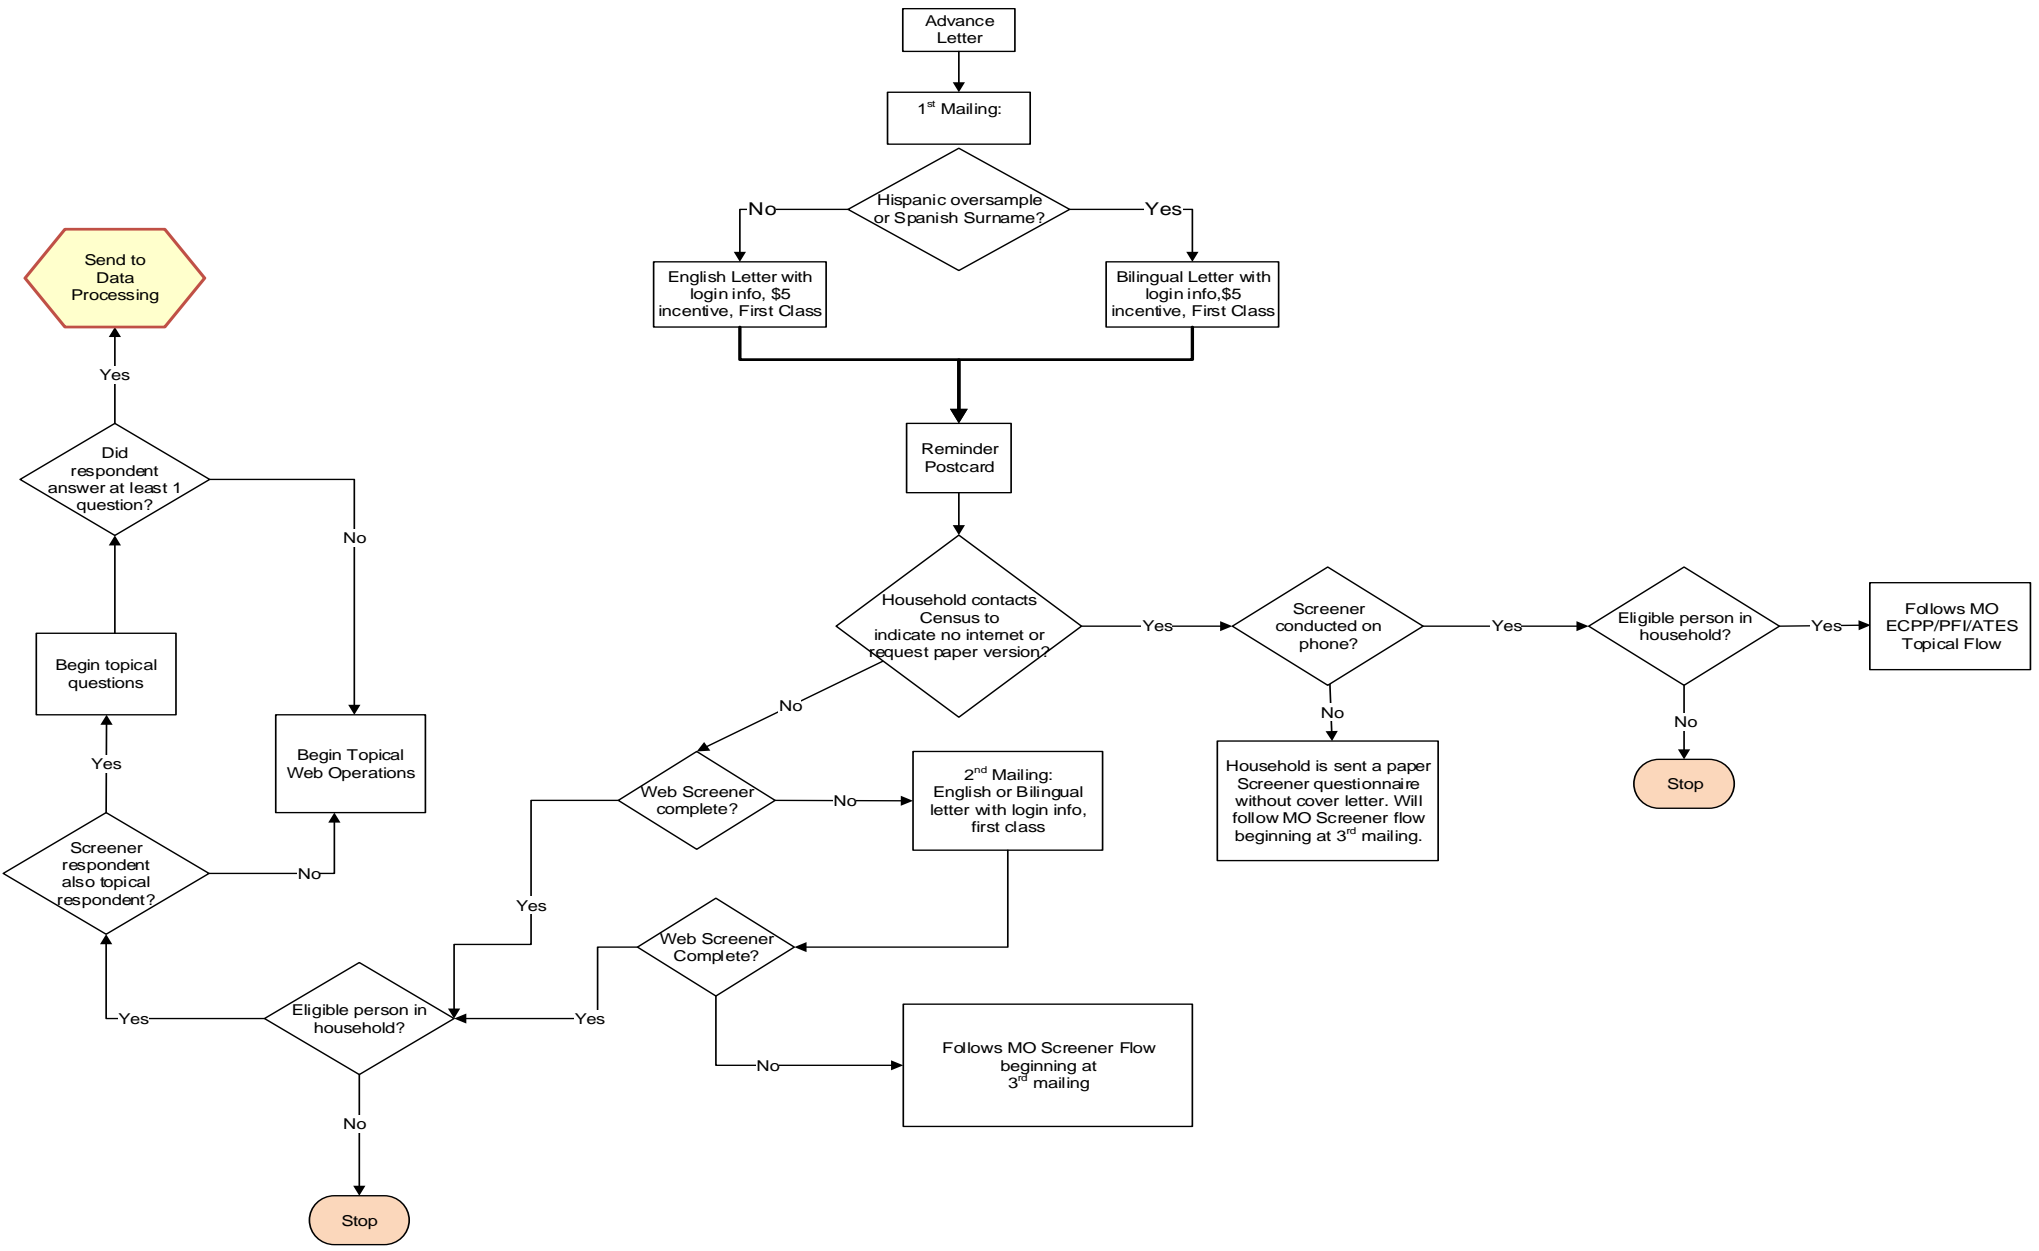 Advance
Letter
1st Mailing:
Hispanic oversample
or Spanish Surname?
No
Yes
English Letter with
login info, $5
incentive, First Class
Bilingual Letter with
login info,$5
incentive, First Class
Send to
Data
Processing
Yes
Did
respondent
answer at least 1
question?
No
Begin topical
questions
Yes
Begin Topical
Web Operations
Screener
respondent
also topical
respondent?
No
Reminder
Postcard
Household contacts
Census to
indicate no internet or
request paper version?
Yes
Screener
conducted on
phone?
Yes
Eligible person in
household?
Yes
Follows MO
ECPP/PFI/ATES
Topical Flow
No
No
No
Household is sent a paper
Screener questionnaire
without cover letter. Will
follow MO Screener flow
beginning at 3rd mailing.
Stop
Web Screener
complete?
No
2nd Mailing:
English or Bilingual
letter with login info,
first class
Yes
Web Screener
Complete?
Yes
Eligible person in
household?
Yes
No
Follows MO Screener Flow
beginning at
3rd mailing
No
Stop